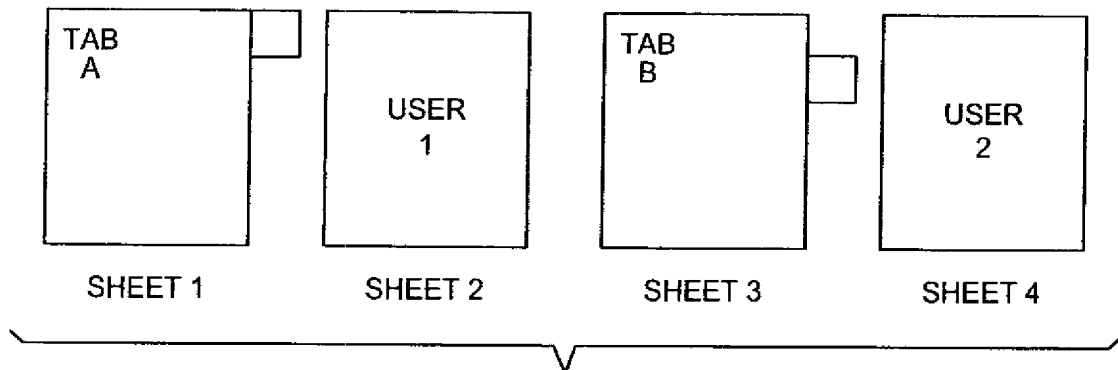 TAB
A
USER
1
TAB
B
USER
2
SHEET 1
SHEET 2
SHEET 3
SHEET 4